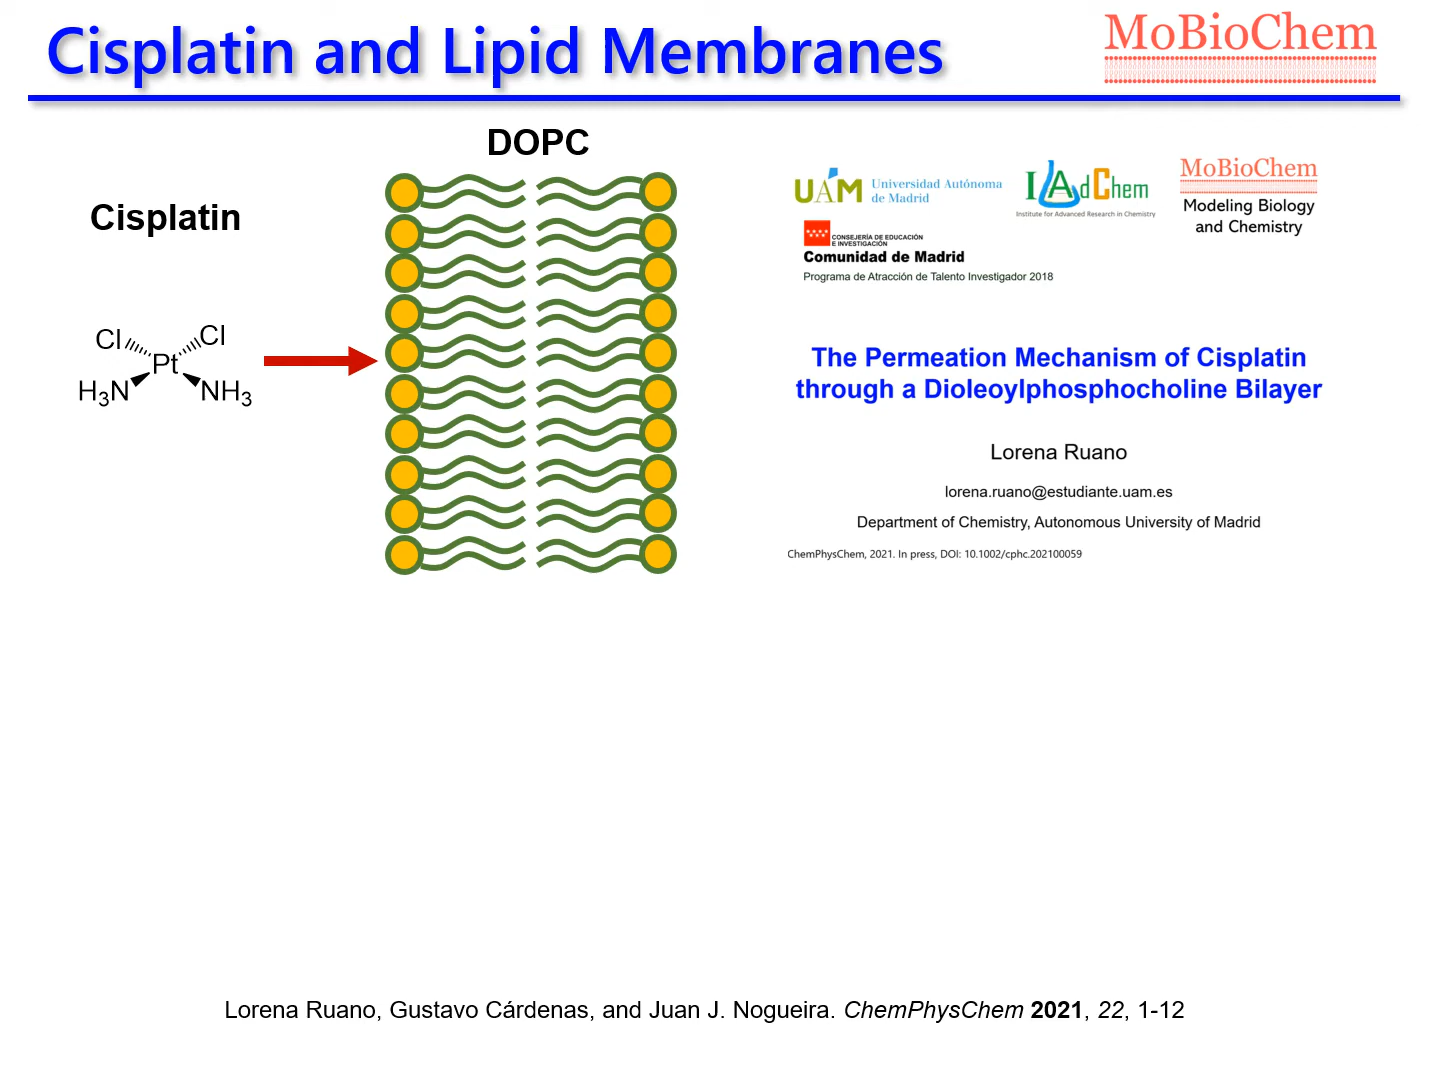 Cisplatin and Lipid Membranes
MoBioChem
DOPC
Cisplatin
Cl
Cl
Pt
H₃N
NH₃
UAM Universidad Autónoma
de Madrid
IAdChem
Institute for Advanced Research in Chemistry
MoBioChem
Modeling Biology
and Chemistry
CONSEJERÍA DE EDUCACIÓN
E INVESTIGACIÓN
Comunidad de Madrid
Programa de Atracción de Talento Investigador 2018
The Permeation Mechanism of Cisplatin
through a Dioleoylphosphocholine Bilayer
Lorena Ruano
lorena.ruano@estudiante.uam.es
Department of Chemistry, Autonomous University of Madrid
ChemPhysChem, 2021. In press, DOI: 10.1002/cphc.202100059
Lorena Ruano, Gustavo Cárdenas, and Juan J. Nogueira. ChemPhysChem 2021, 22, 1-12